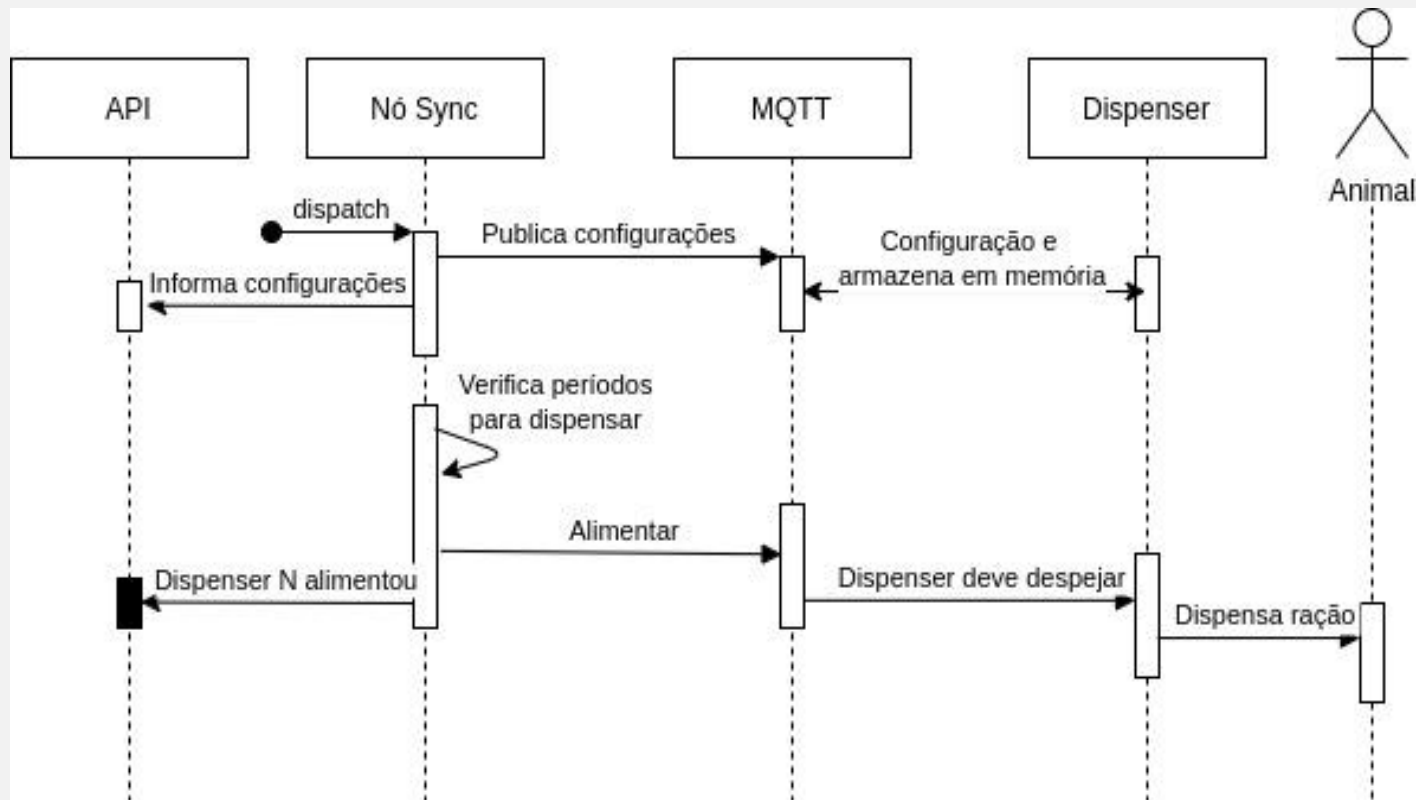 API
Nó Sync
MQTT
Dispenser
Animal
dispatch
Publica configurações
Configuração e
armazena em memória
Informa configurações
Verifica períodos
para dispensar
Alimentar
Dispenser N alimentou
Dispenser deve despejar
Dispensa ração